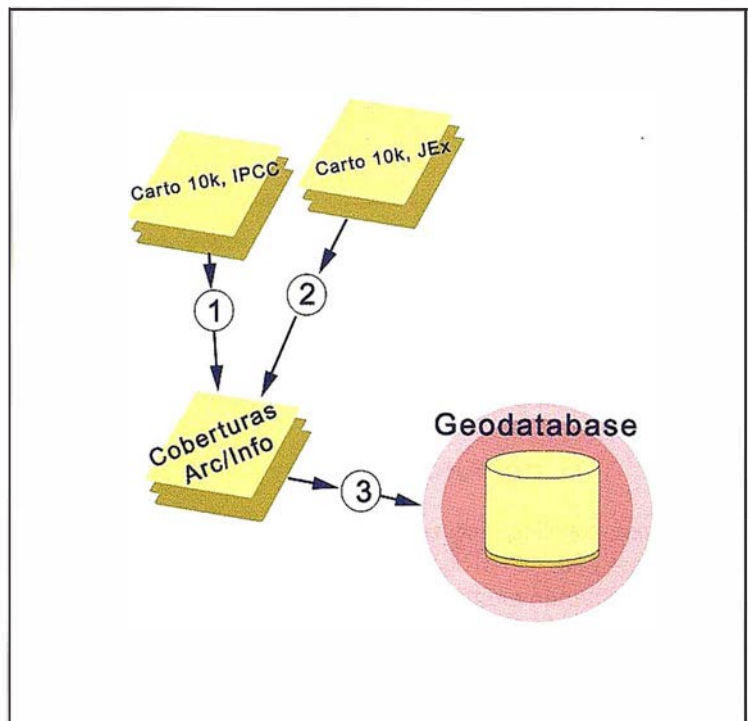 Carto 10k, IPCC
Carto 10k, JEx
1
2
Coberturas
Arc/Info
3
Geodatabase